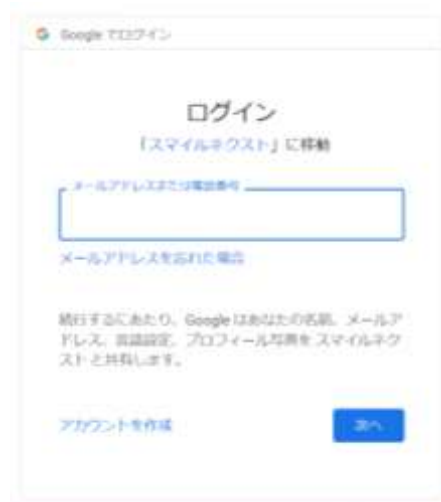 Google でログイン
ログイン
「スマイルネクスト」に移動
メールアドレスまたは電話番号
メールアドレスを忘れた場合
続行するにあたり、Google はあなたの名前、メールア
ドレス、言語設定、プロフィール写真を スマイルネク
スト と共有します。
アカウントを作成
次へ